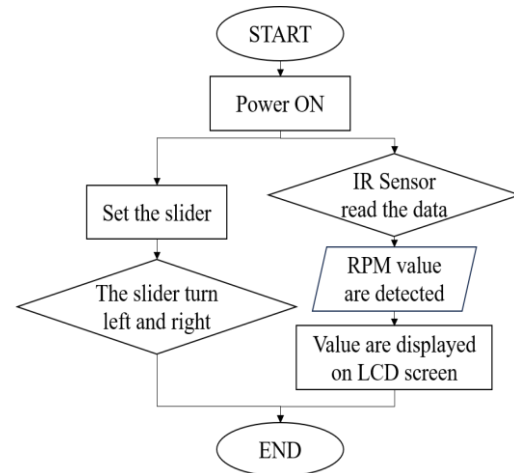 START
Power ON
Set the slider
The slider turn
left and right
IR Sensor
read the data
RPM value
are detected
Value are displayed
on LCD screen
END